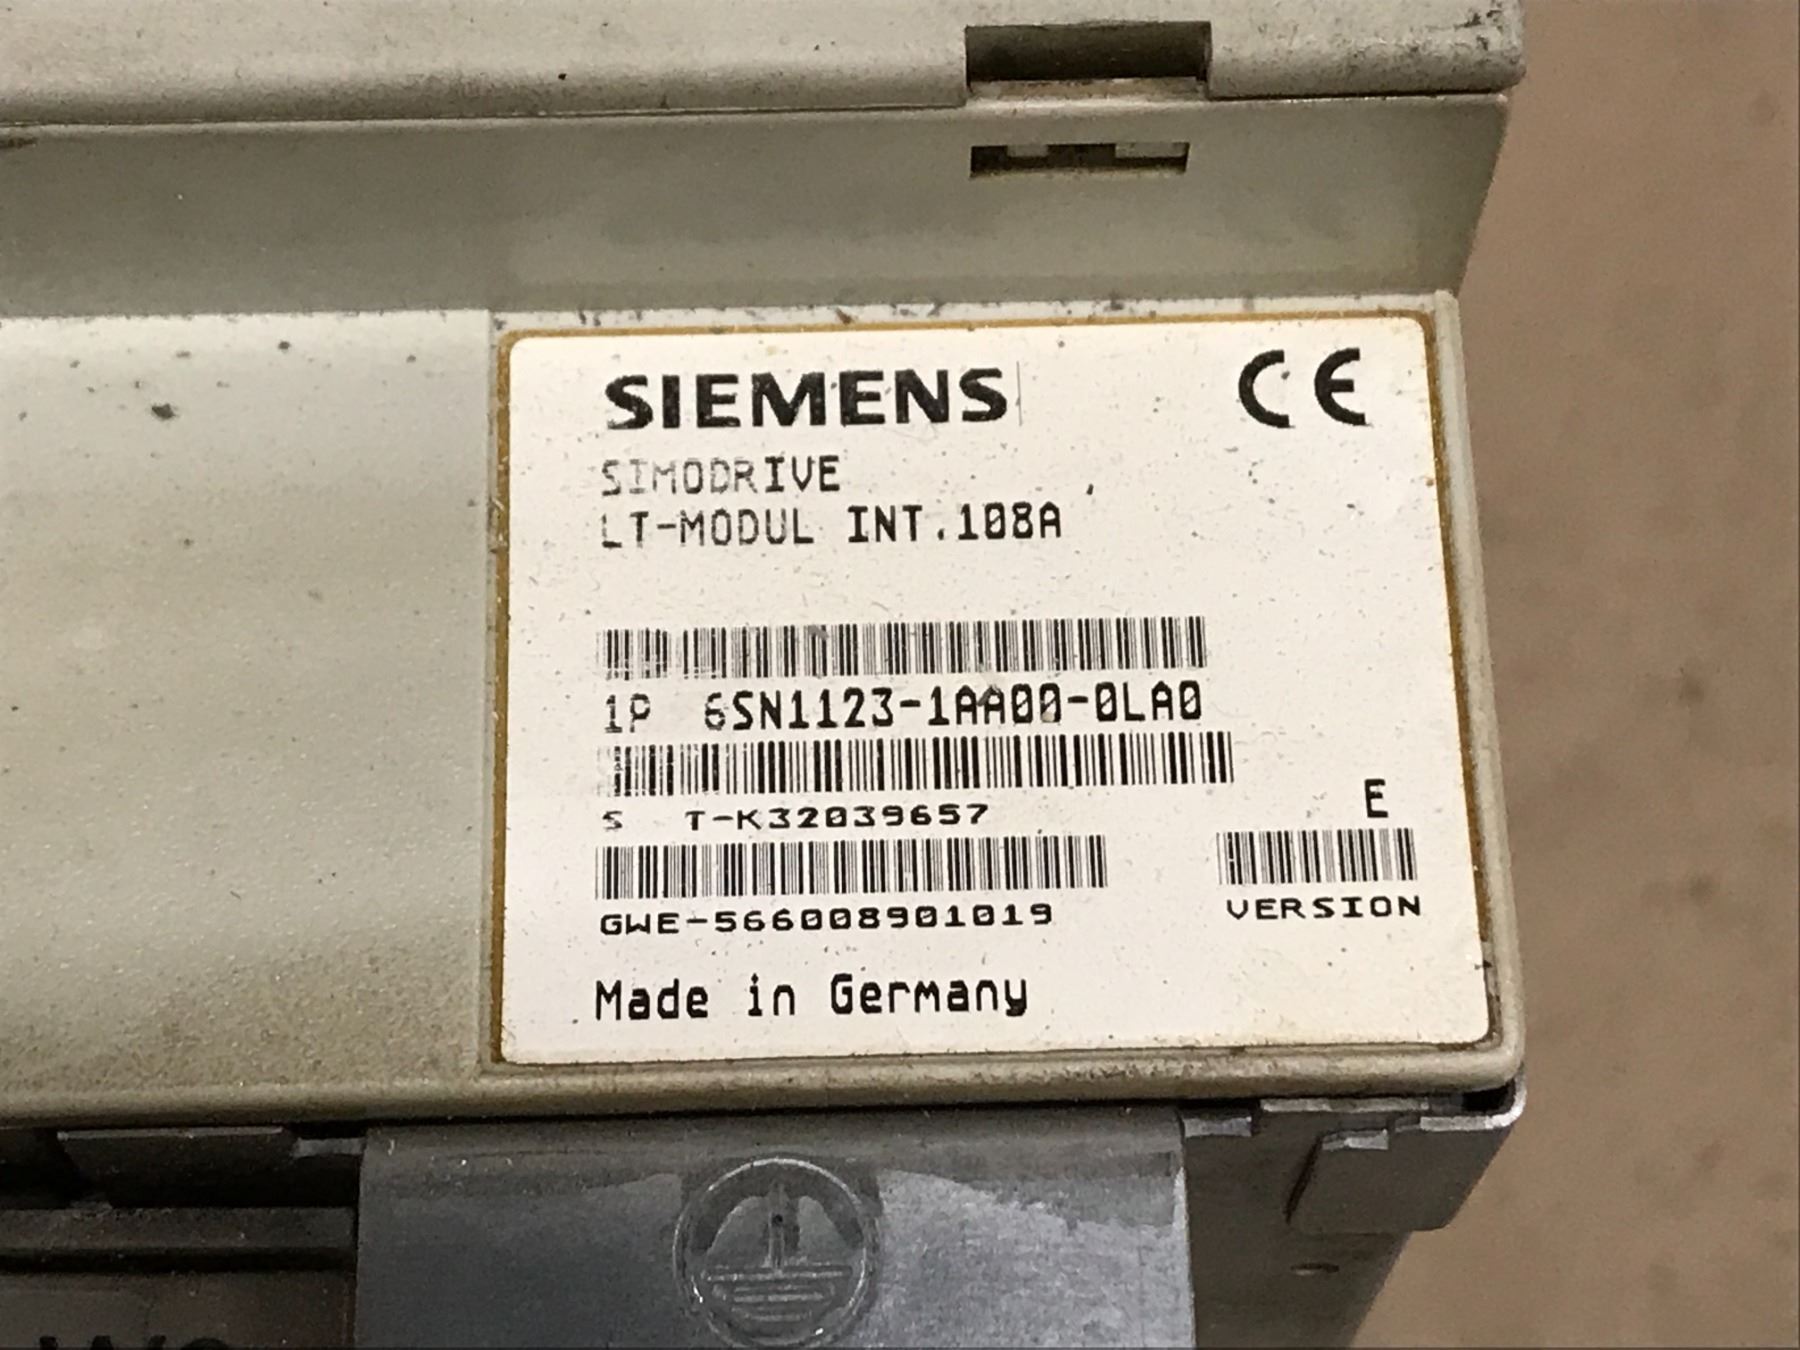 SIEMENS
CE
SIMODRIVE
LT-MODUL INT.108A
1P 6SN1123-1AA00-0LA0
S T-K32039657
E
GWE-566008901019
VERSION
Made in Germany